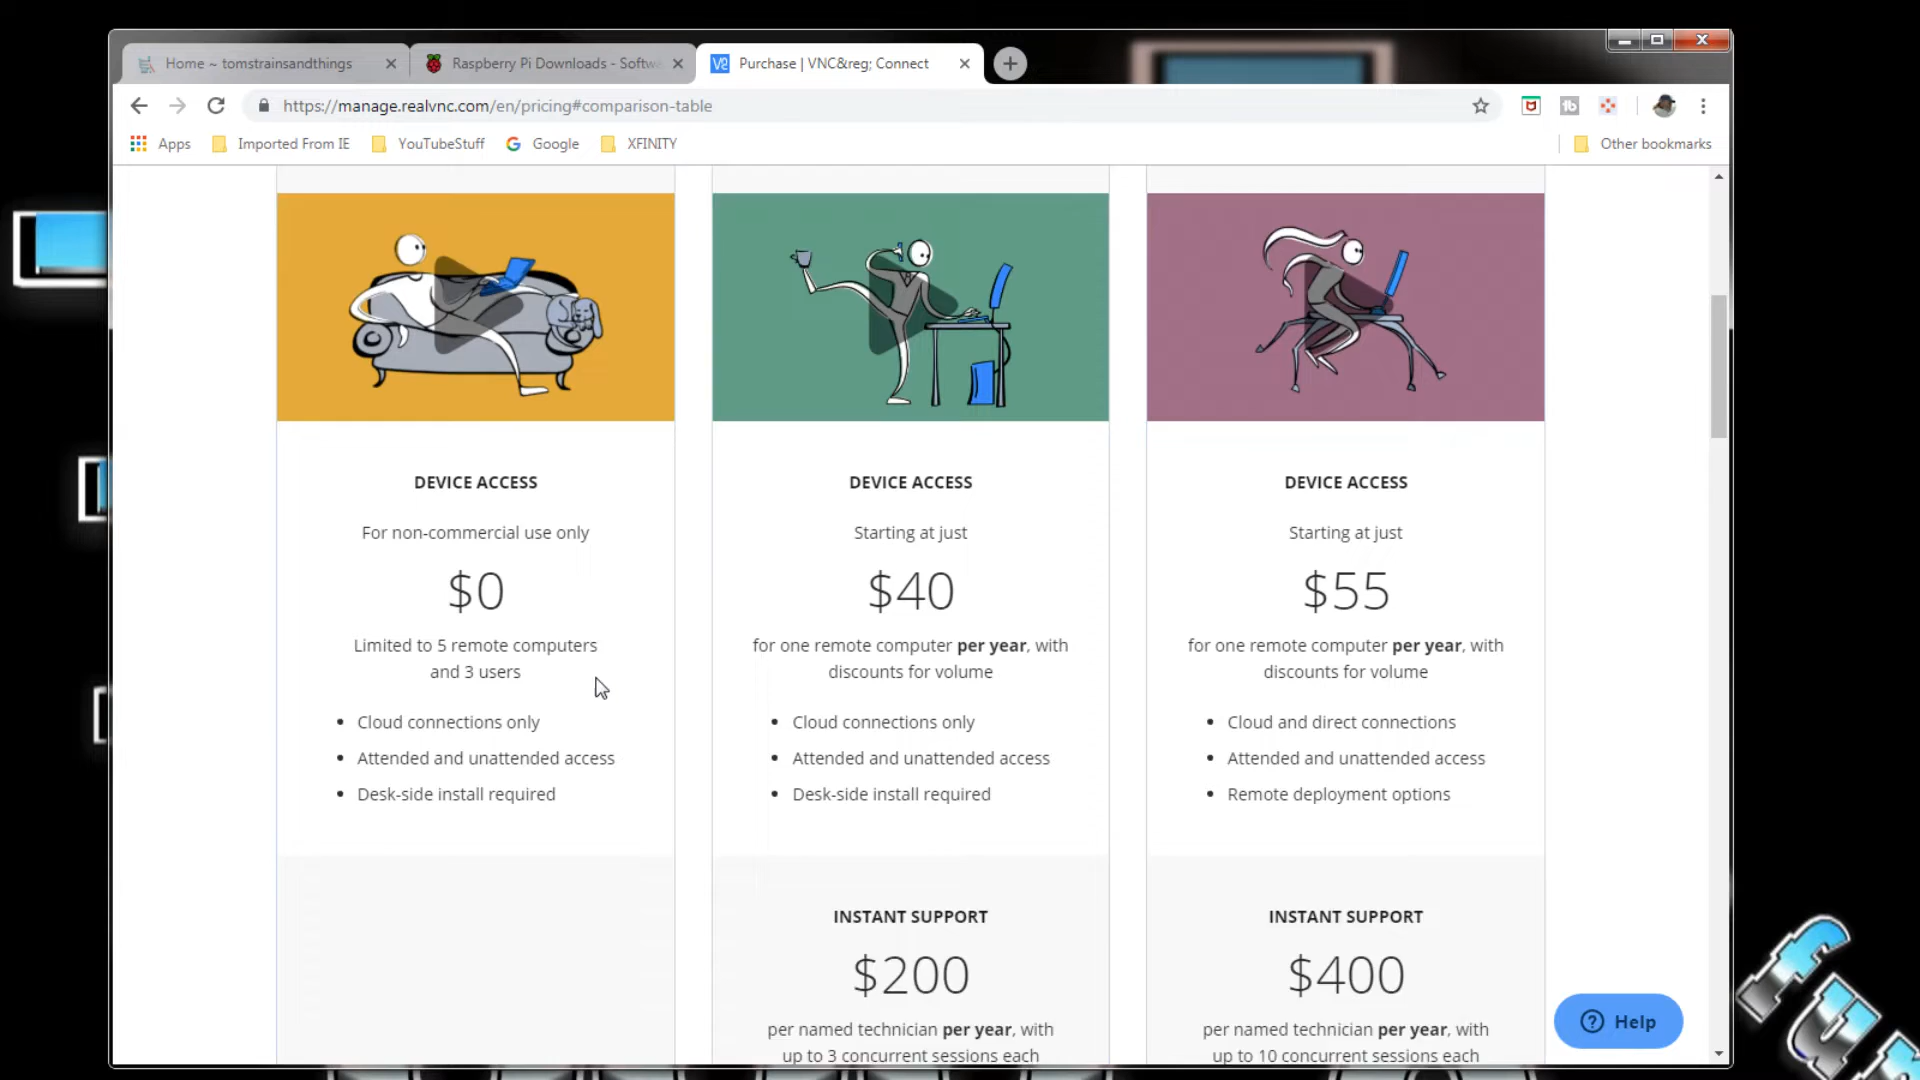 Home ~ tomstrainsandthings
Raspberry Pi Downloads - Softw
Purchase | VNC&reg; Connect
https://manage.realvnc.com/en/pricing#comparison-table
Apps
Imported From IE
YouTubeStuff
Google
XFINITY
Other bookmarks
DEVICE ACCESS
For non-commercial use only
$0
Limited to 5 remote computers
and 3 users
• Cloud connections only
• Attended and unattended access
• Desk-side install required
DEVICE ACCESS
Starting at just
$40
for one remote computer per year, with
discounts for volume
• Cloud connections only
• Attended and unattended access
• Desk-side install required
INSTANT SUPPORT
$200
per named technician per year, with
up to 3 concurrent sessions each
DEVICE ACCESS
Starting at just
$55
for one remote computer per year, with
discounts for volume
• Cloud and direct connections
• Attended and unattended access
• Remote deployment options
INSTANT SUPPORT
$400
per named technician per year, with
up to 10 concurrent sessions each
Help